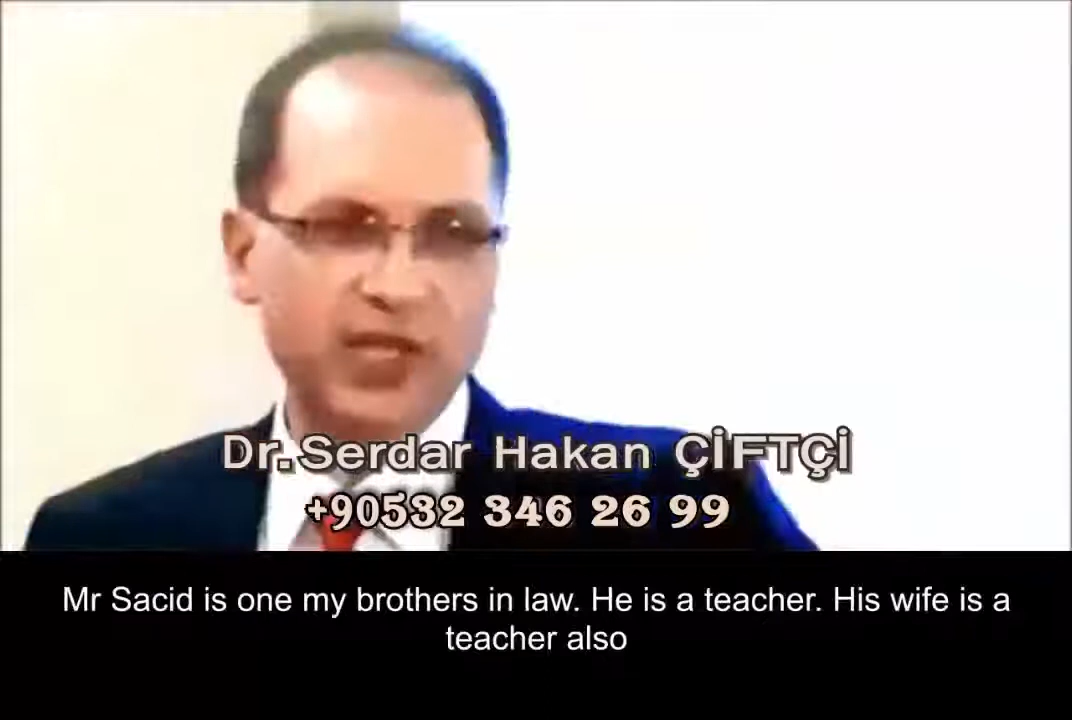 Dr. Serdar Hakan ÇİFTÇİ
+90532 346 26 99
Mr Sacid is one my brothers in law. He is a teacher. His wife is a
teacher also